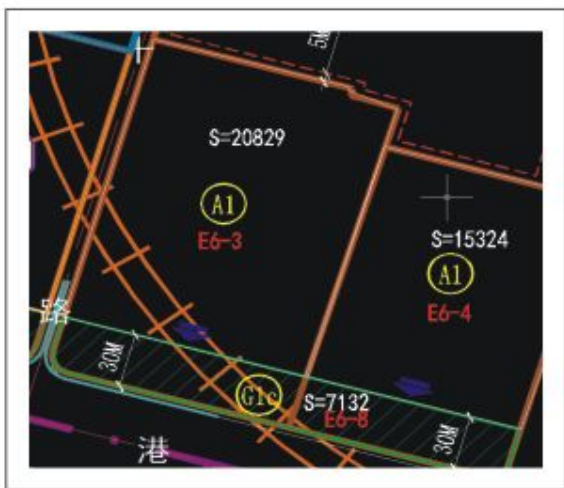 5M
S=20829
A1
E6-3
S=15324
A1
E6-4
路
30M
G1c
S=7132
E6-8
30M
港